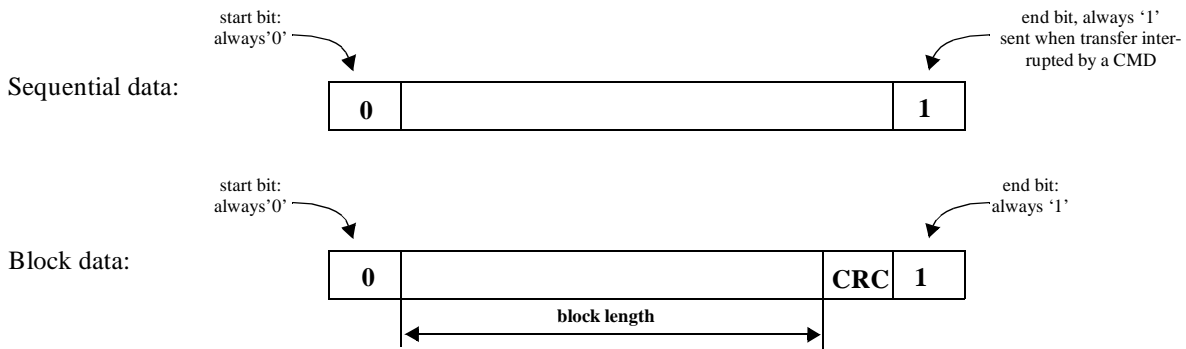 start bit:
always'0'
end bit, always ‘1’
sent when transfer inter-
rupted by a CMD
Sequential data:
0
1
start bit:
always'0'
end bit:
always ‘1’
Block data:
0
CRC
1
block length